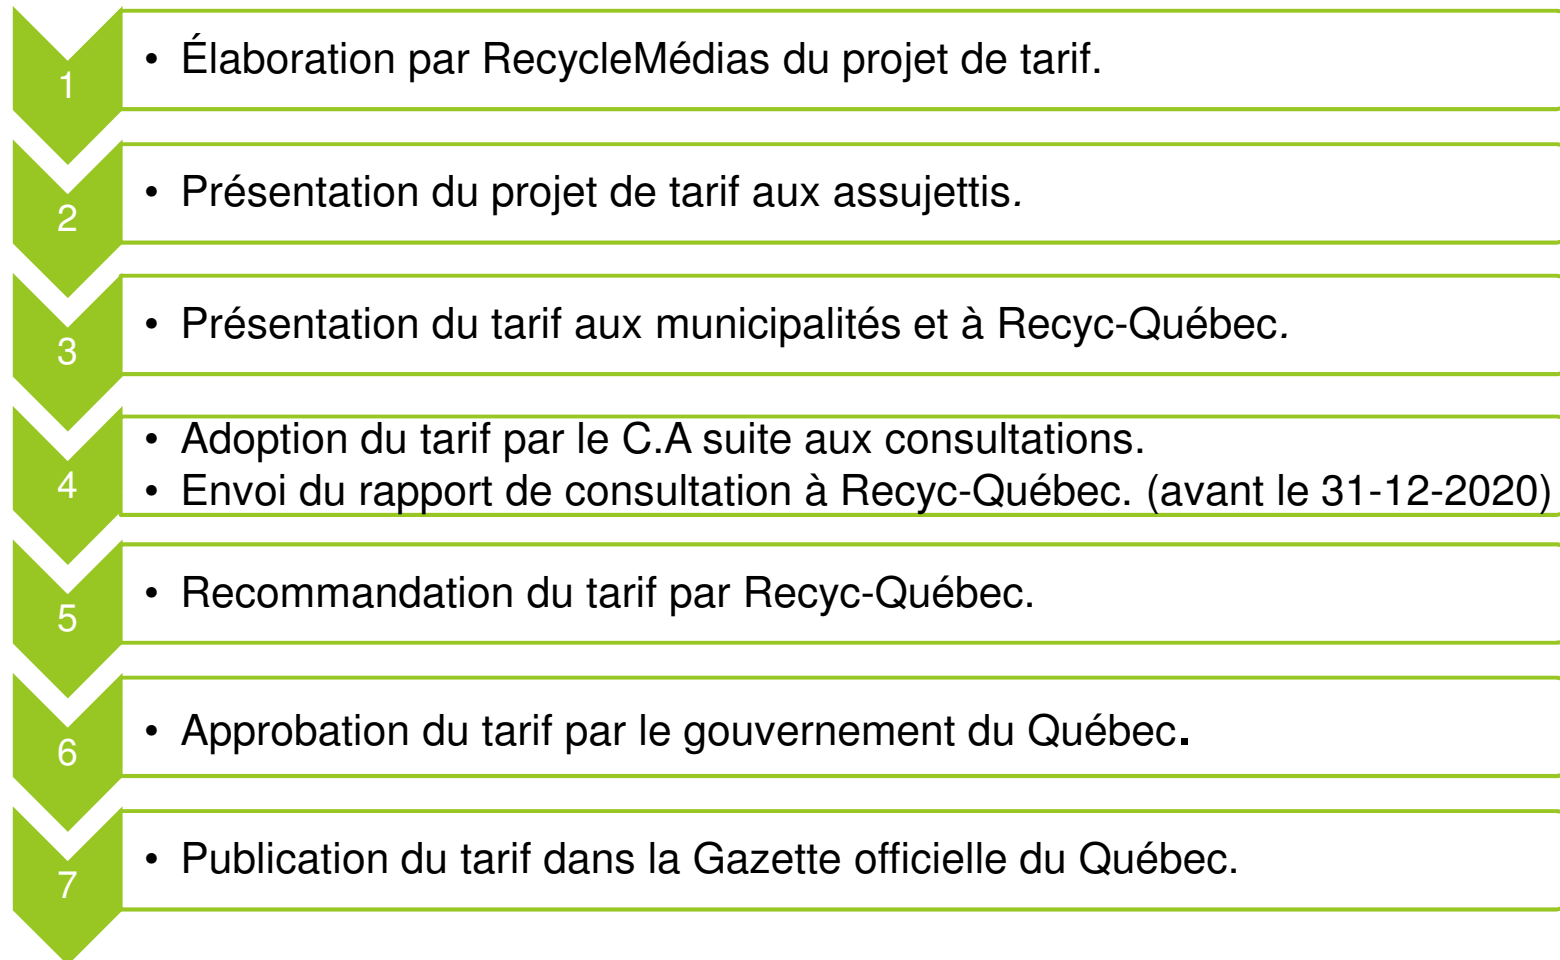 1
• Élaboration par RecycleMédias du projet de tarif.
2
• Présentation du projet de tarif aux assujettis.
3
• Présentation du tarif aux municipalités et à Recyc-Québec.
4
• Adoption du tarif par le C.A suite aux consultations.
• Envoi du rapport de consultation à Recyc-Québec. (avant le 31-12-2020)
5
• Recommandation du tarif par Recyc-Québec.
6
• Approbation du tarif par le gouvernement du Québec.
7
• Publication du tarif dans la Gazette officielle du Québec.